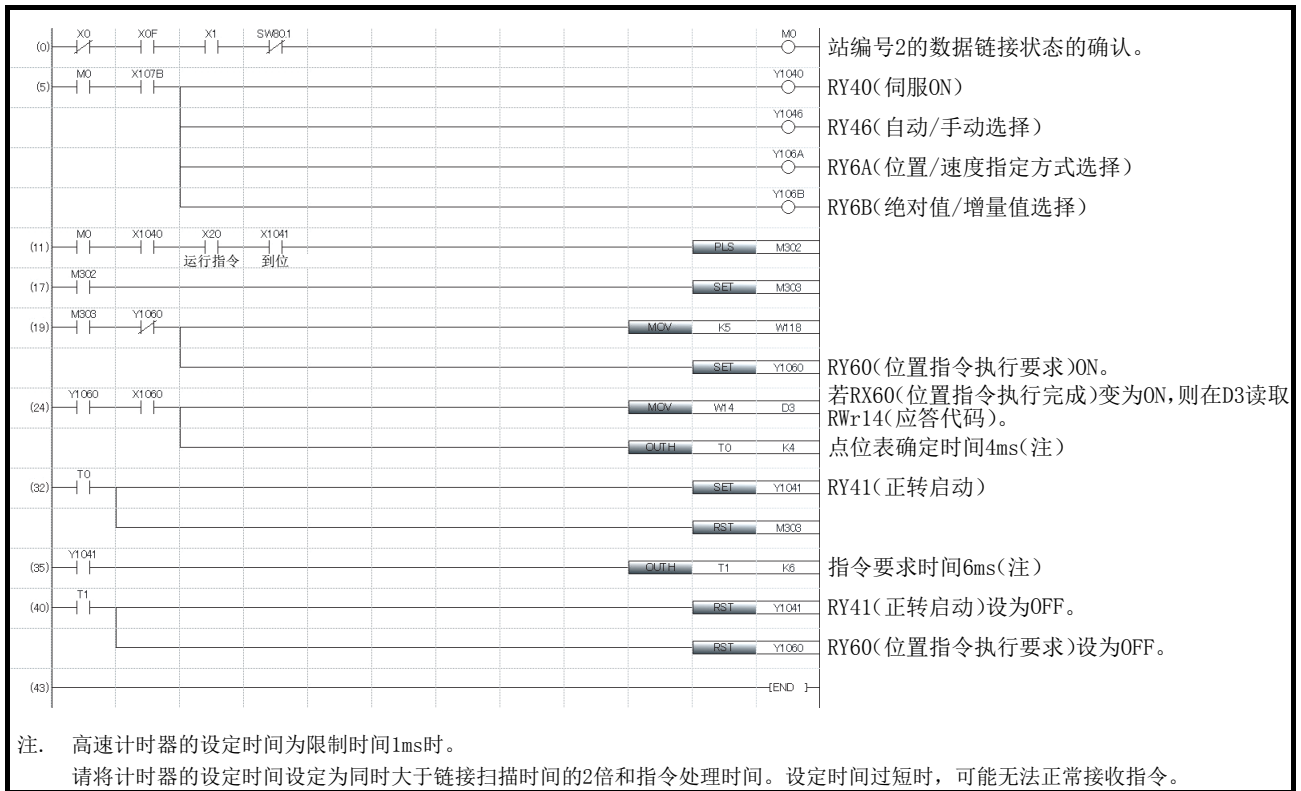 X0 X0F X1 SW80.1 M0
(0) 站编号2的数据链接状态的确认。
M0 X107B Y1040
(5) RY40(伺服ON)
Y1046
RY46(自动/手动选择)
Y106A
RY6A(位置/速度指定方式选择)
Y106B
RY6B(绝对值/增量值选择)
M0 X1040 X20 X1041
(11) PLS M302
运行指令 到位
M302
(17) SET M303
M303 Y1060
(19) MOV K5 W118
SET Y1060 RY60(位置指令执行要求)ON。
Y1060 X1060
(24) MOV W14 D3 若RX60(位置指令执行完成)变为ON,则在D3读取
RWr14(应答代码)。
OUTH T0 K4 点位表确定时间4ms(注)
T0
(32) SET Y1041 RY41(正转启动)
RST M303
Y1041
(35) OUTH T1 K6 指令要求时间6ms(注)
T1
(40) RST Y1041 RY41(正转启动)设为OFF。
RST Y1060 RY60(位置指令执行要求)设为OFF。
(43) [END ]
注. 高速计时器的设定时间为限制时间1ms时。
请将计时器的设定时间设定为同时大于链接扫描时间的2倍和指令处理时间。设定时间过短时，可能无法正常接收指令。